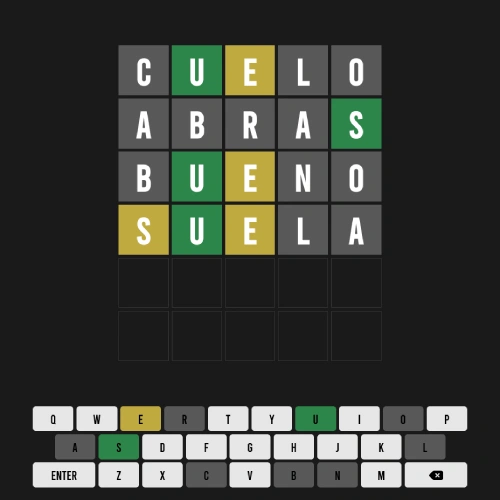 C U E L O
A B R A S
B U E N O
S U E L A
Q W E R T Y U I O P
A S D F G H J K L
ENTER Z X C V B N M